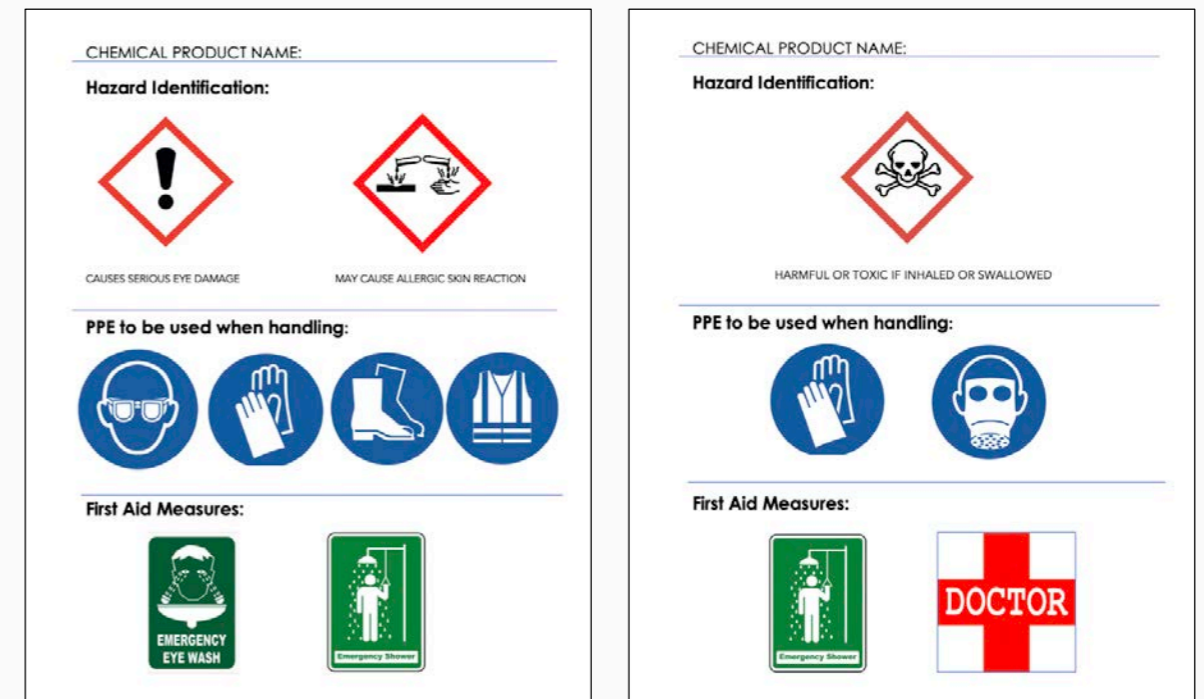 CHEMICAL PRODUCT NAME:
Hazard Identification:
CAUSES SERIOUS EYE DAMAGE
MAY CAUSE ALLERGIC SKIN REACTION
PPE to be used when handling:
First Aid Measures:
EMERGENCY
EYE WASH
Emergency Shower
CHEMICAL PRODUCT NAME:
Hazard Identification:
HARMFUL OR TOXIC IF INHALED OR SWALLOWED
PPE to be used when handling:
First Aid Measures:
Emergency Shower
DOCTOR